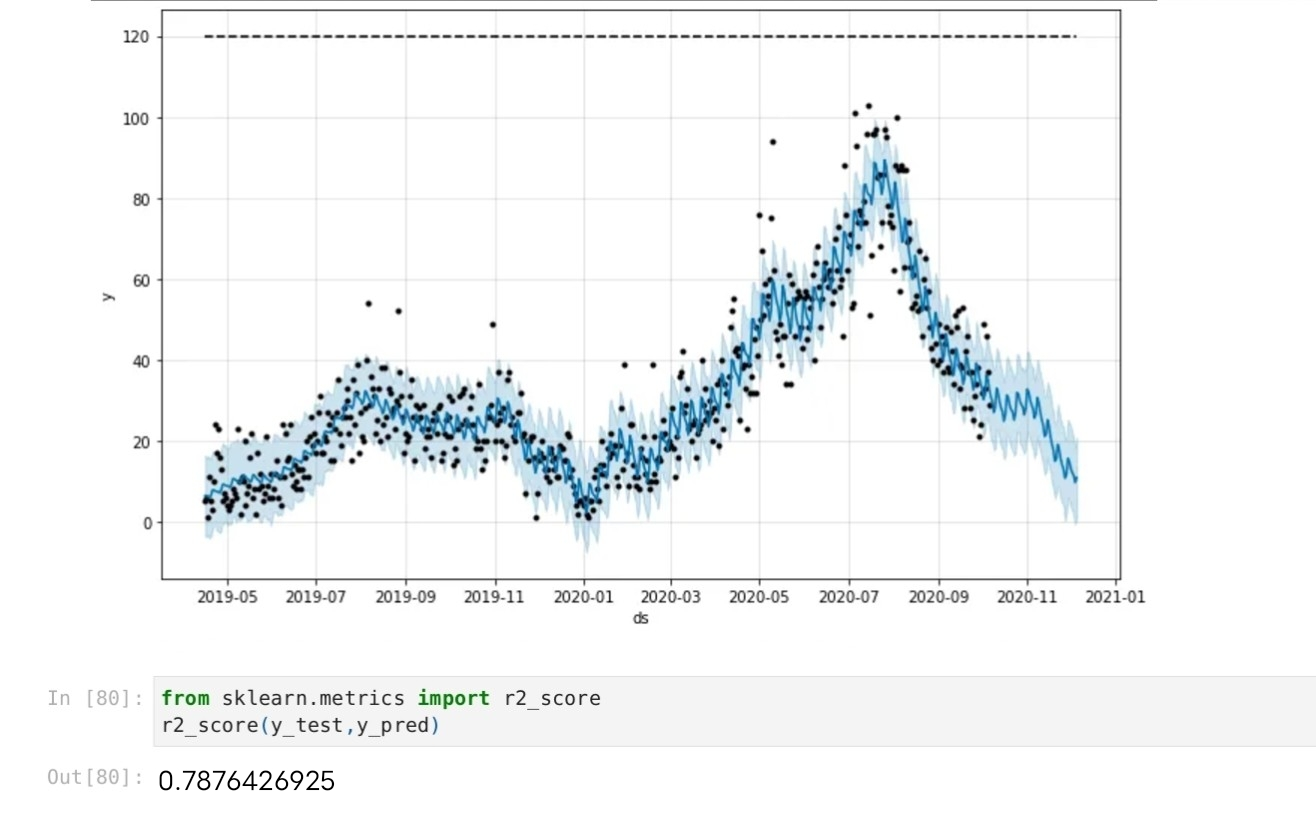 120
100
80
60
40
20
0
y
2019-05 2019-07 2019-09 2019-11 2020-01 2020-03 2020-05 2020-07 2020-09 2020-11 2021-01
ds
In [80]: from sklearn.metrics import r2_score
r2_score(y_test,y_pred)
Out[80]: 0.7876426925